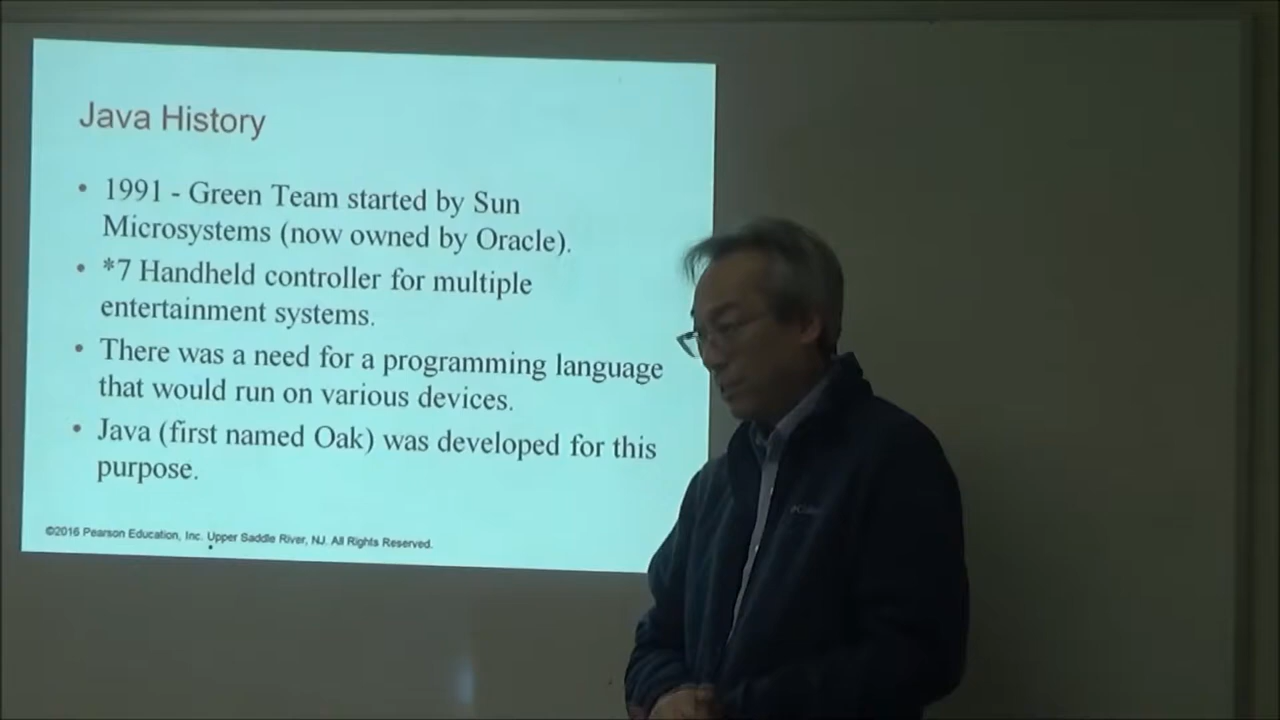 Java History
• 1991 - Green Team started by Sun
Microsystems (now owned by Oracle).
• *7 Handheld controller for multiple
entertainment systems.
• There was a need for a programming language
that would run on various devices.
• Java (first named Oak) was developed for this
purpose.
©2016 Pearson Education, Inc. Upper Saddle River, NJ. All Rights Reserved.